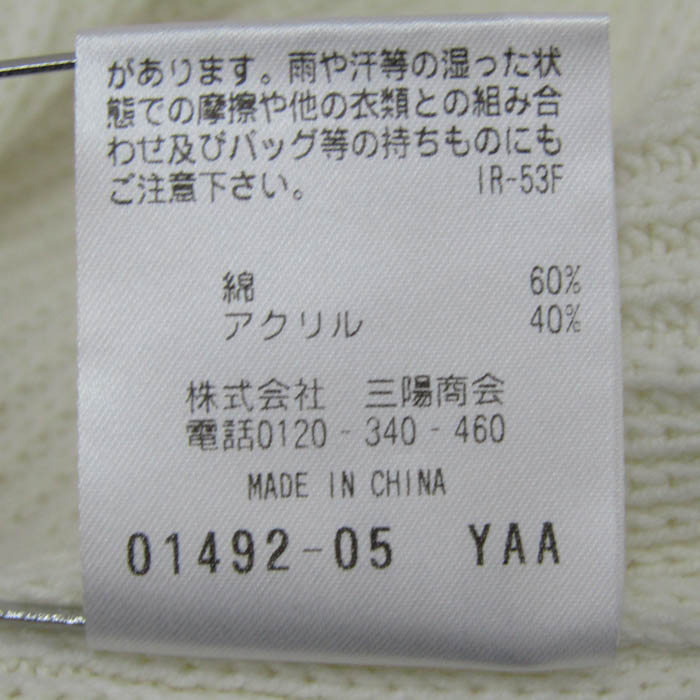 があります。雨や汗等の湿った状
態での摩擦や他の衣類との組み合
わせ及びバッグ等の持ちものにも
ご注意下さい。 IR-53F
綿 60%
アクリル 40%
株式会社 三陽商会
電話0120-340-460
MADE IN CHINA
01492-05 YAA